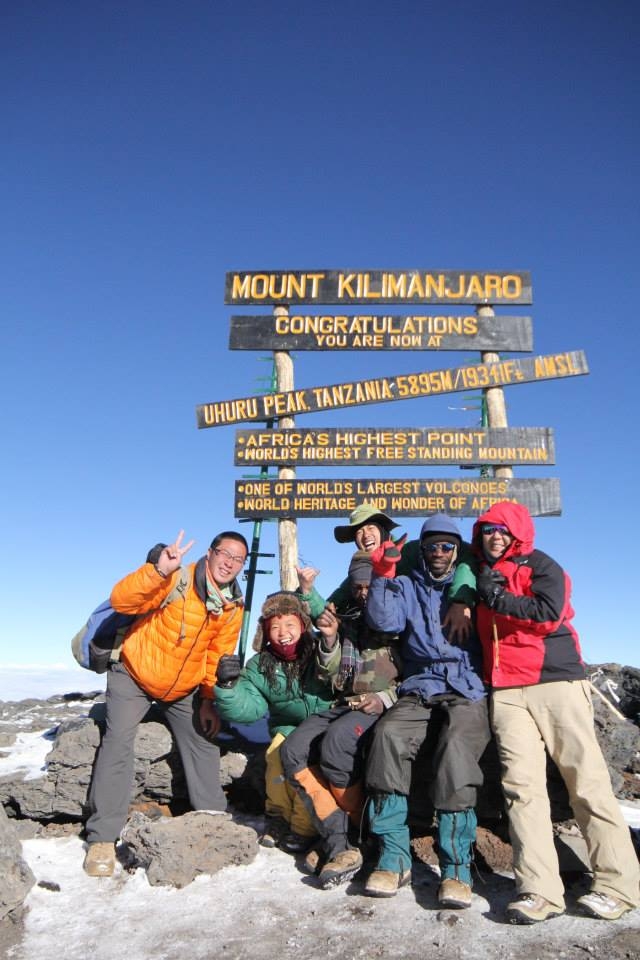 MOUNT KILIMANJARO
CONGRATULATIONS
YOU ARE NOW AT
UHURU PEAK, TANZANIA·5895M/19341Ft AMSL
•AFRICA'S HIGHEST POINT
•WORLD'S HIGHEST FREE STANDING MOUNTAIN
•ONE OF WORLD'S LARGEST VOLCANOES
•WORLD HERITAGE AND WONDER OF AFRICA